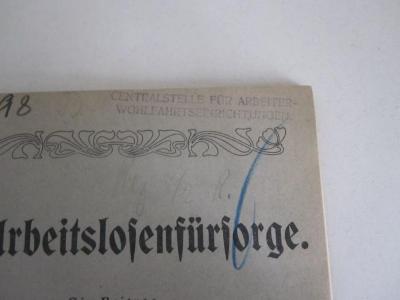 98
CENTRALSTELLE FÜR ARBEITER-
WOHLFAHRTSEINRICHTUNGEN.
Arbeitslosenfürsorge.